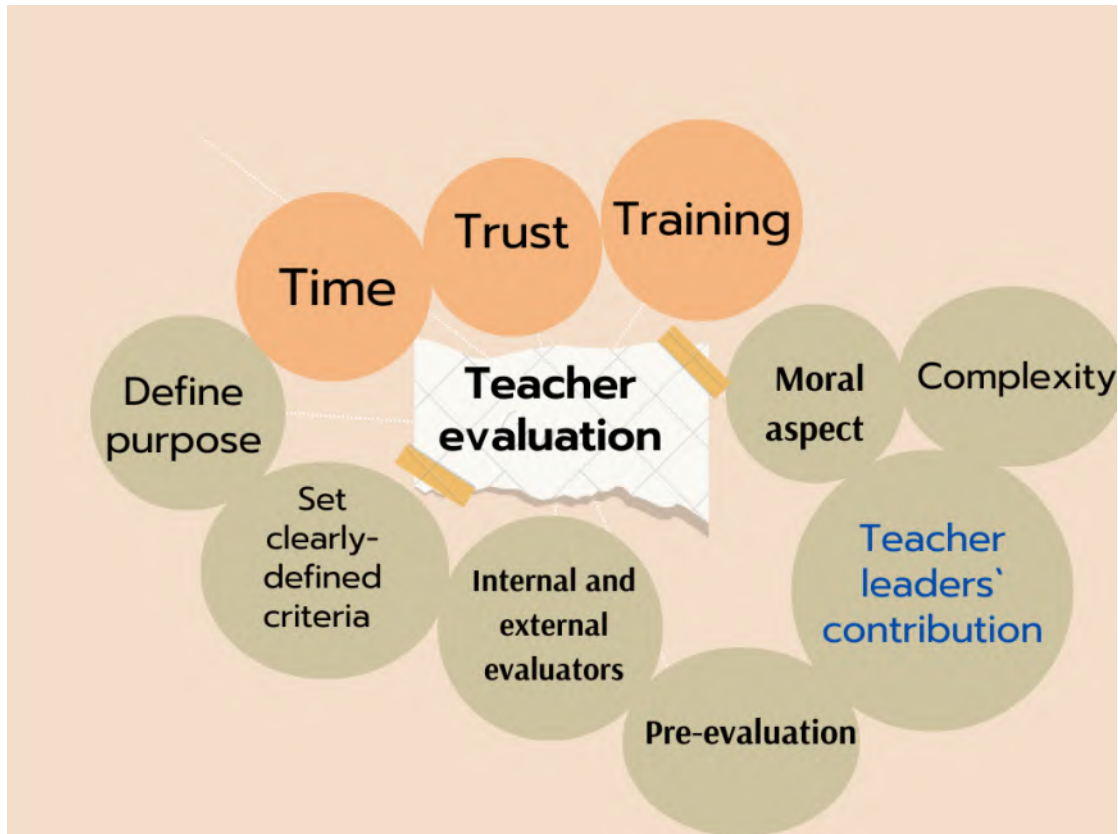 Time
Trust
Training
Teacher
evaluation
Define
purpose
Set
clearly-
defined
criteria
Internal and
external
evaluators
Pre-evaluation
Teacher
leaders`
contribution
Moral
aspect
Complexity